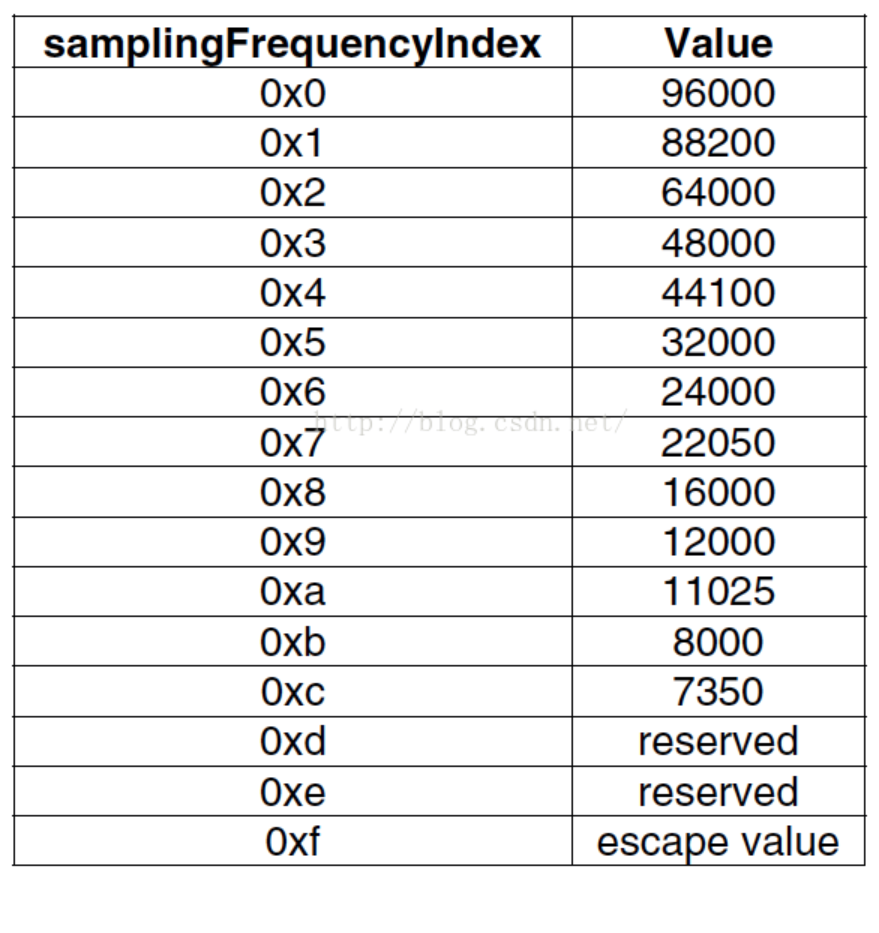 samplingFrequencyIndex Value
0x0 96000
0x1 88200
0x2 64000
0x3 48000
0x4 44100
0x5 32000
0x6 24000
http://blog.csdn.net/
0x7 22050
0x8 16000
0x9 12000
0xa 11025
0xb 8000
0xc 7350
0xd reserved
0xe reserved
0xf escape value